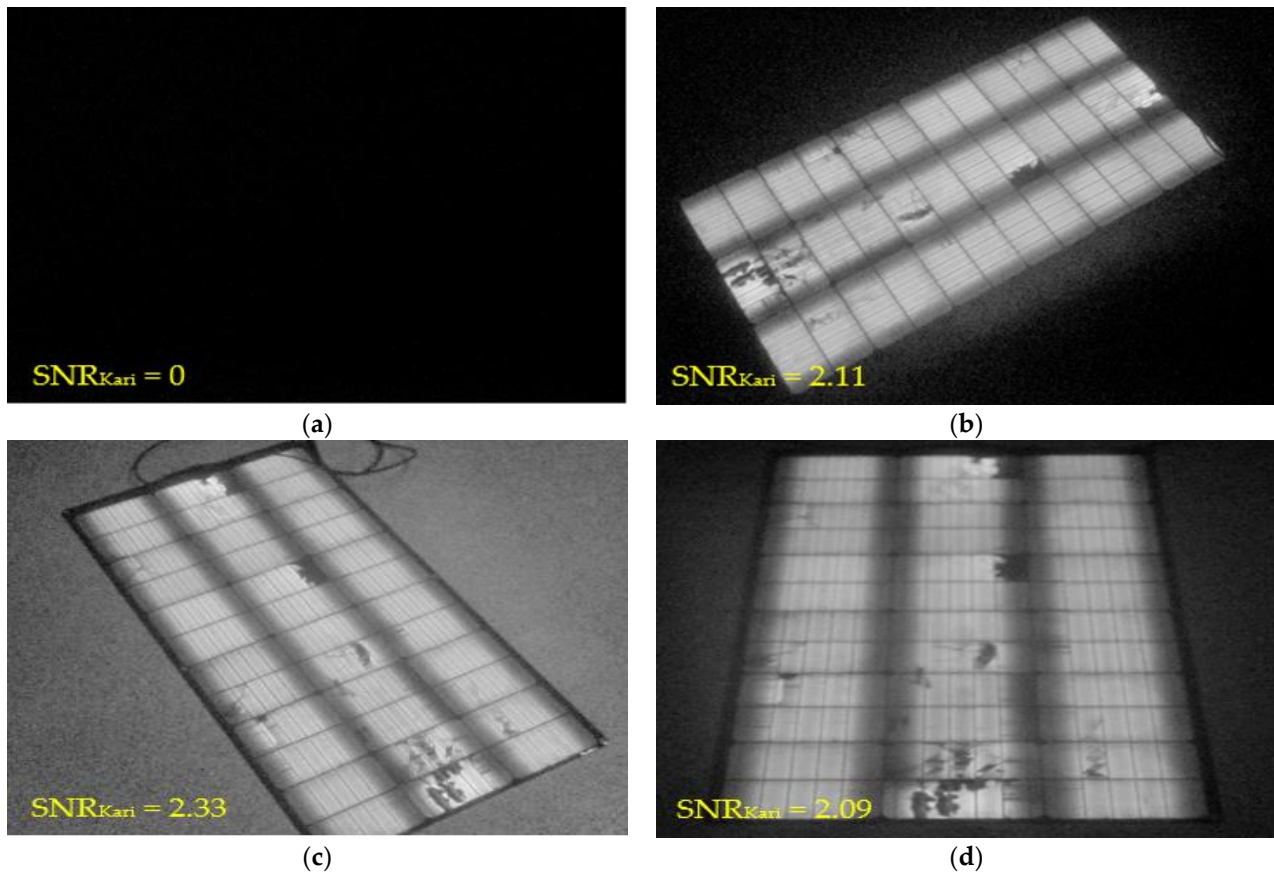 SNRKari = 0
SNRKari = 2.11
(a)
(b)
SNRKari = 2.33
SNRKari = 2.09
(c)
(d)